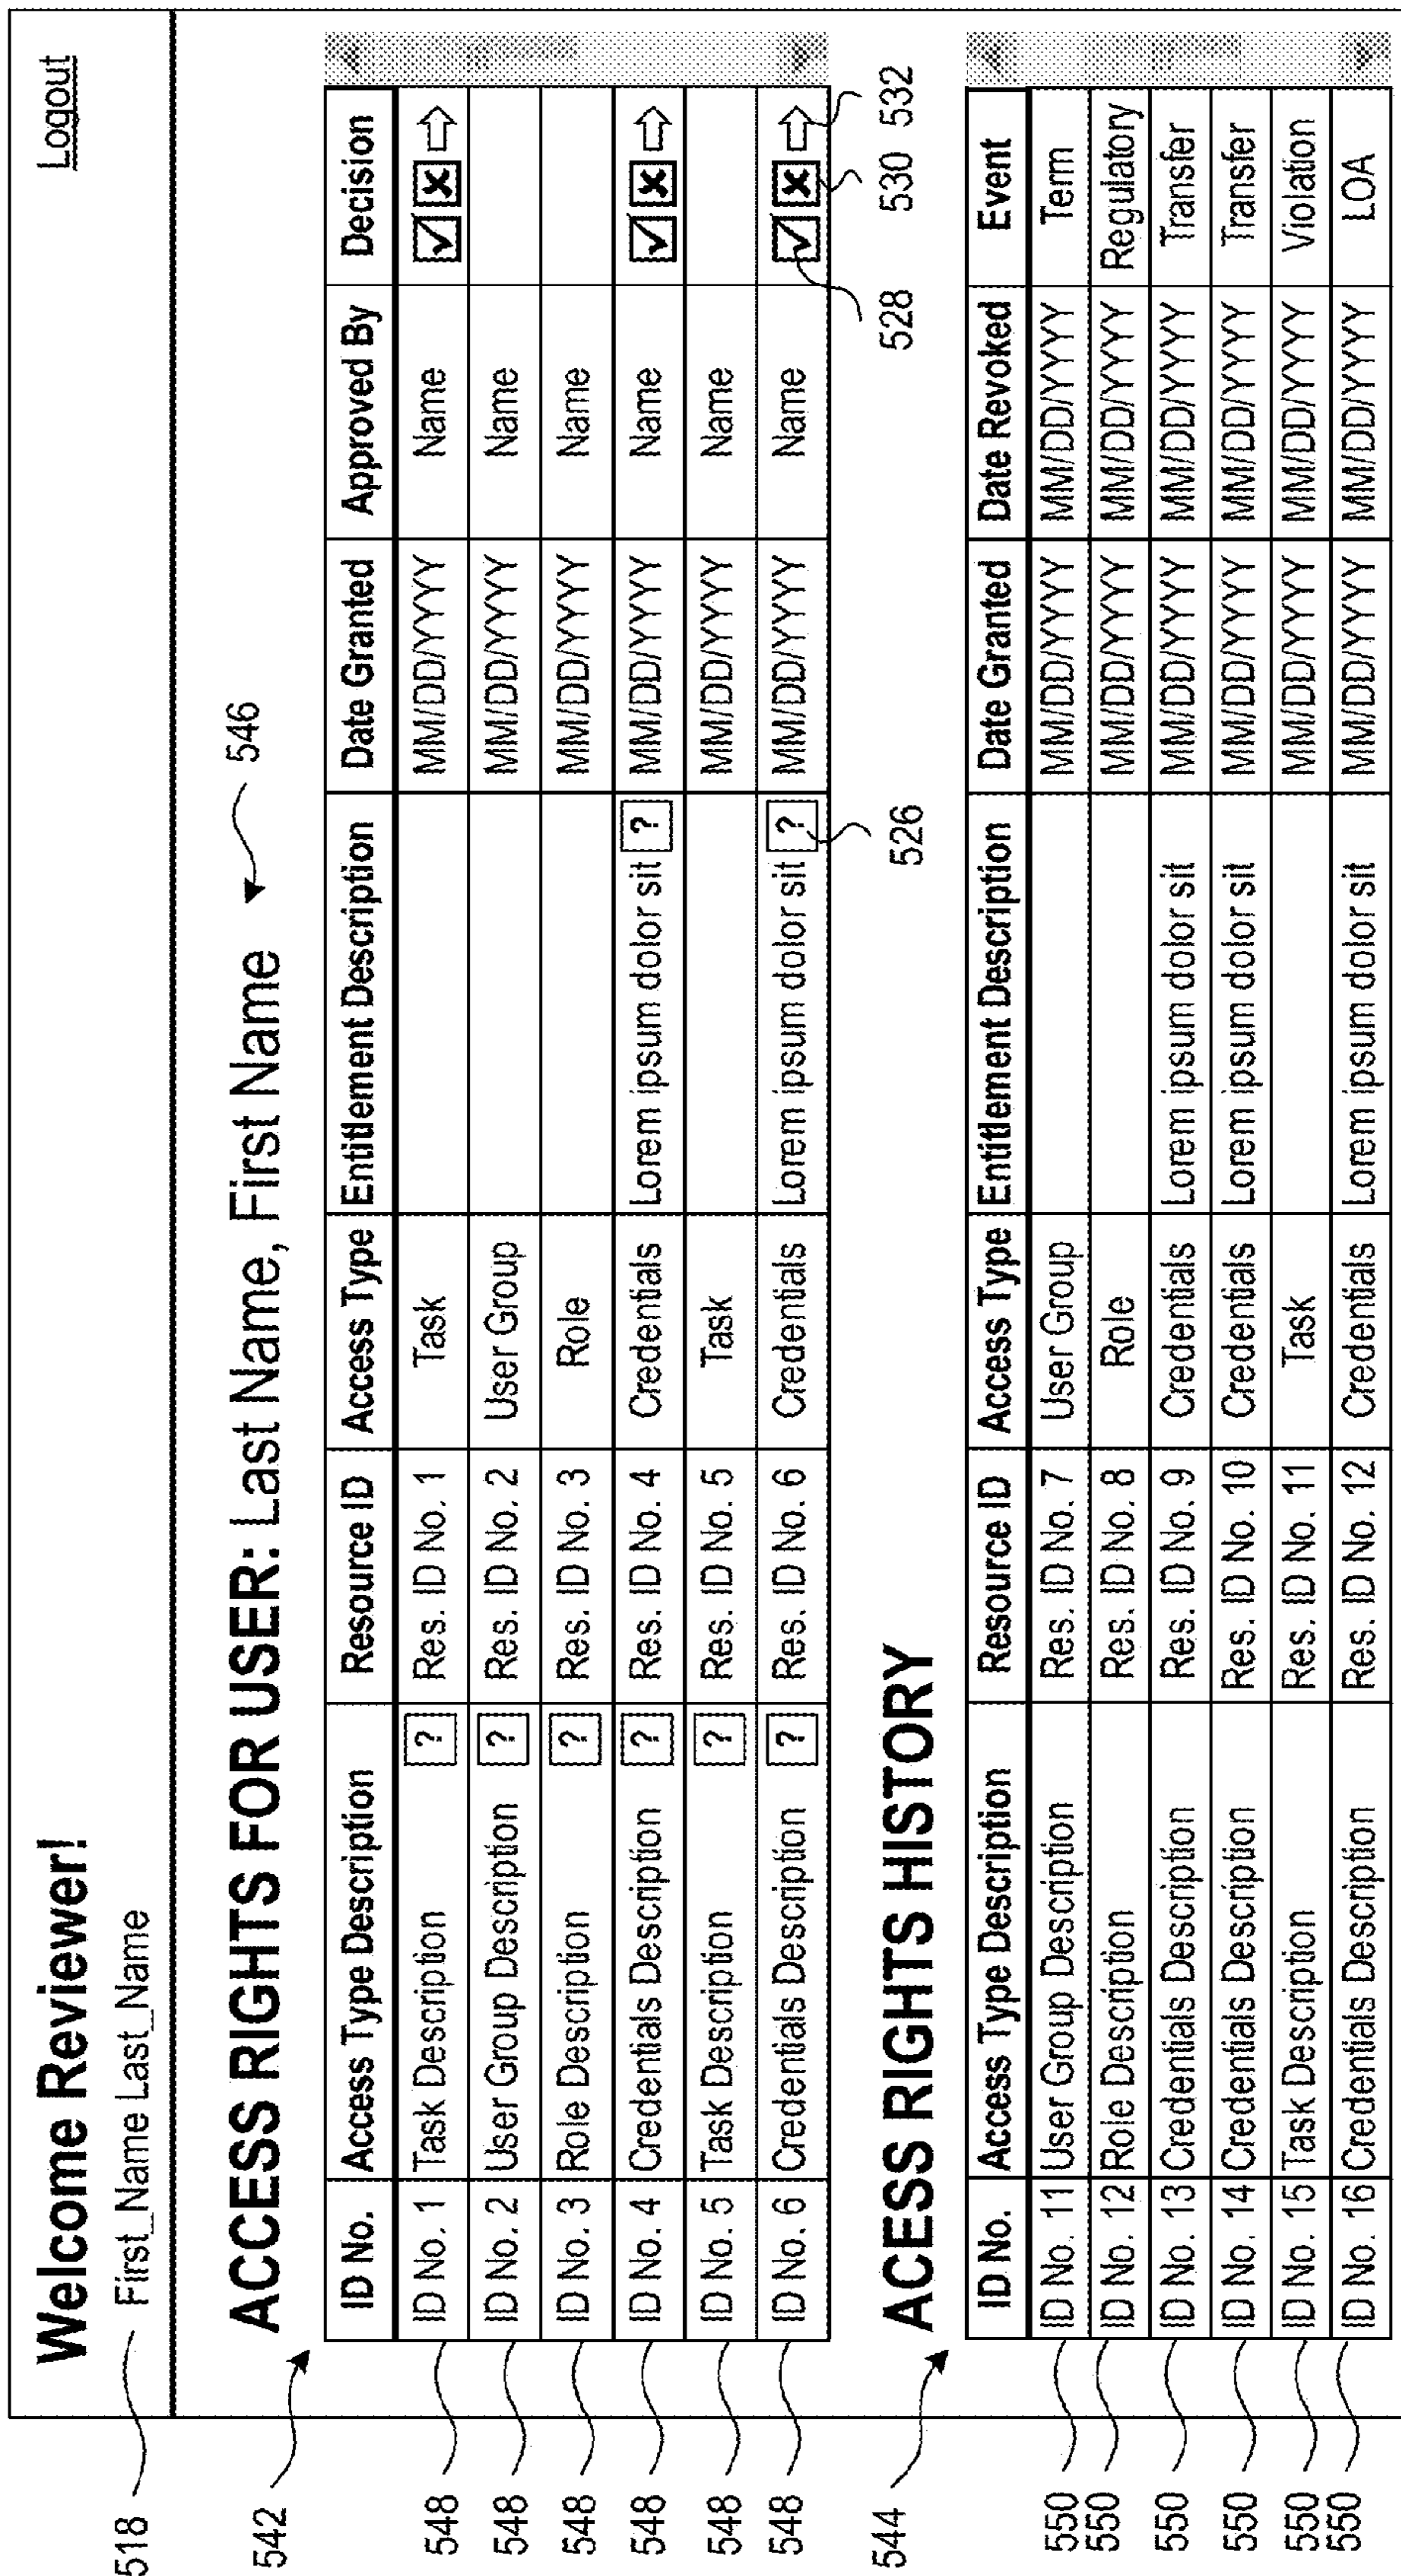 Welcome Reviewer!
Logout
518
First_Name Last_Name
542
ACCESS RIGHTS FOR USER: Last Name, First Name
546
ID No. Access Type Description Resource ID Access Type Entitlement Description Date Granted Approved By Decision
548 ID No. 1 Task Description ? Res. ID No. 1 Task MM/DD/YYYY Name
548 ID No. 2 User Group Description ? Res. ID No. 2 User Group MM/DD/YYYY Name
548 ID No. 3 Role Description ? Res. ID No. 3 Role MM/DD/YYYY Name
548 ID No. 4 Credentials Description ? Res. ID No. 4 Credentials Lorem ipsum dolor sit ? MM/DD/YYYY Name
548 ID No. 5 Task Description ? Res. ID No. 5 Task MM/DD/YYYY Name
548 ID No. 6 Credentials Description ? Res. ID No. 6 Credentials Lorem ipsum dolor sit ? MM/DD/YYYY Name
526 528 530 532
544
ACESS RIGHTS HISTORY
ID No. Access Type Description Resource ID Access Type Entitlement Description Date Granted Date Revoked Event
550 ID No. 11 User Group Description Res. ID No. 7 User Group MM/DD/YYYY MM/DD/YYYY Term
550 ID No. 12 Role Description Res. ID No. 8 Role MM/DD/YYYY MM/DD/YYYY Regulatory
550 ID No. 13 Credentials Description Res. ID No. 9 Credentials Lorem ipsum dolor sit MM/DD/YYYY MM/DD/YYYY Transfer
550 ID No. 14 Credentials Description Res. ID No. 10 Credentials Lorem ipsum dolor sit MM/DD/YYYY MM/DD/YYYY Transfer
550 ID No. 15 Task Description Res. ID No. 11 Task MM/DD/YYYY MM/DD/YYYY Violation
550 ID No. 16 Credentials Description Res. ID No. 12 Credentials Lorem ipsum dolor sit MM/DD/YYYY MM/DD/YYYY LOA